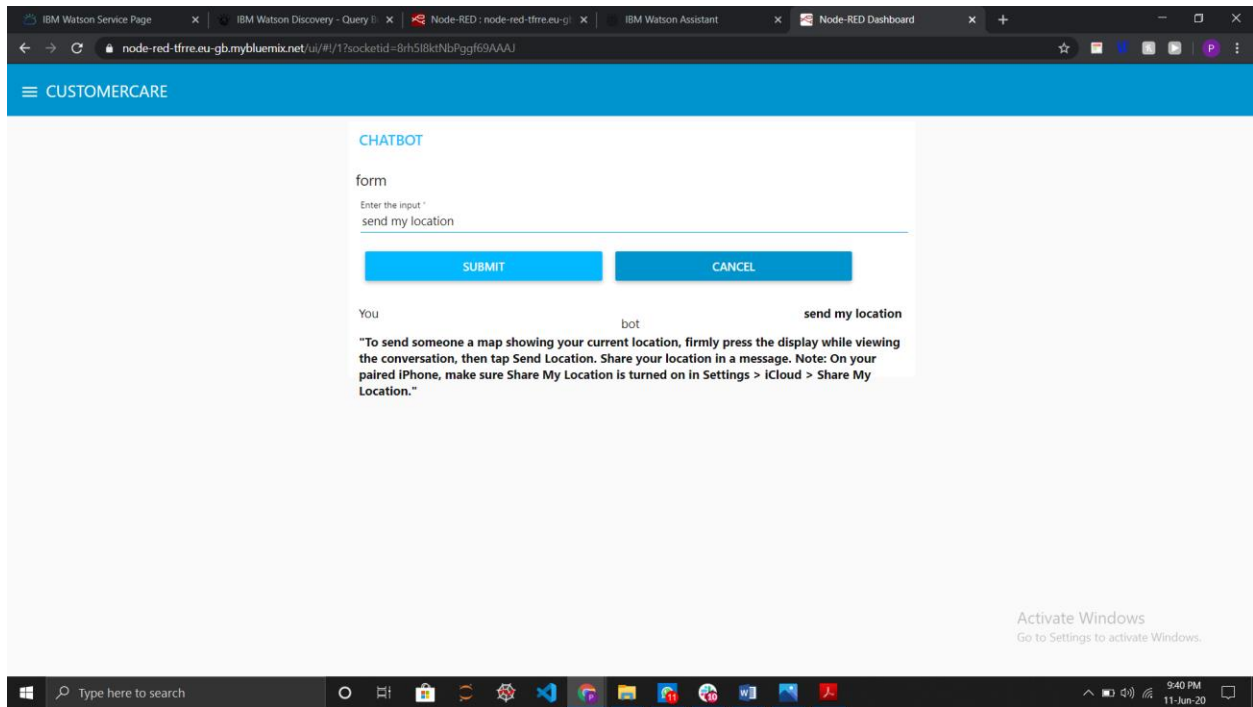 IBM Watson Service Page
IBM Watson Discovery - Query B
Node-RED : node-red-tfrre.eu-g
IBM Watson Assistant
Node-RED Dashboard
node-red-tfrre.eu-gb.mybluemix.net/ui/#!/1?socketid=8rh5I8ktNbPggf69AAAJ
P
CUSTOMERCARE
CHATBOT
form
Enter the input *
send my location
SUBMIT CANCEL
You
bot
send my location
"To send someone a map showing your current location, firmly press the display while viewing
the conversation, then tap Send Location. Share your location in a message. Note: On your
paired iPhone, make sure Share My Location is turned on in Settings > iCloud > Share My
Location."
Activate Windows
Go to Settings to activate Windows.
Type here to search
9:40 PM
11-Jun-20